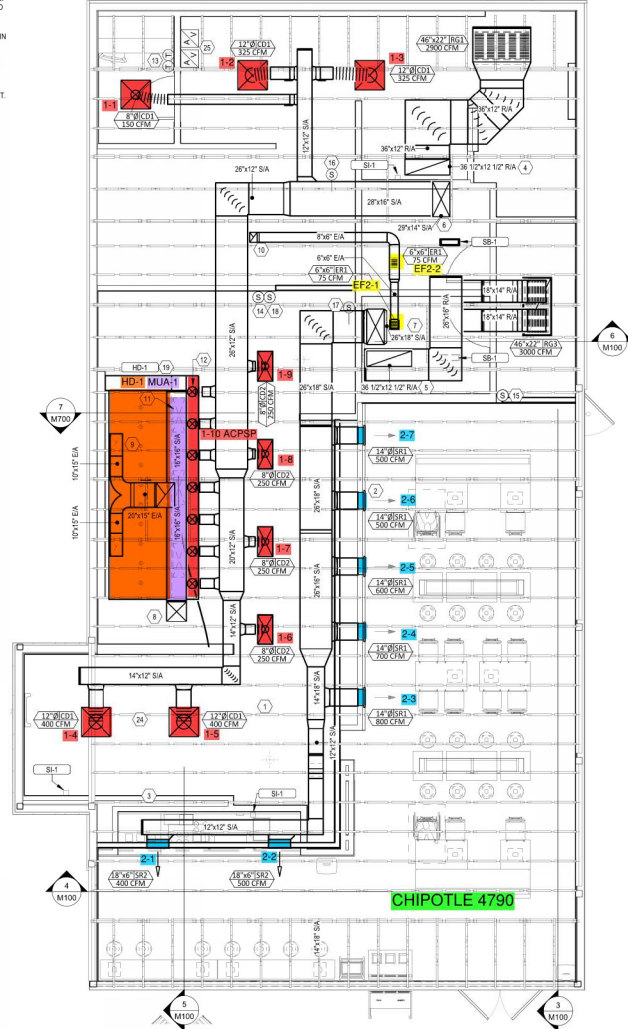 IN
T.
46"x22" RG1
2900 CFM
12"Ø CD1
325 CFM
1-2
1-3
12"Ø CD1
325 CFM
13
25
A
V
A
V
1-1
8"Ø CD1
150 CFM
36"x12" R/A
36"x12" R/A
12"x12" S/A
16
S
SI-1
36 1/2"x12 1/2" R/A
4
26"x12" S/A
28"x16" S/A
29"x14" S/A
6
8"x6" E/A
10
SB-1
6"x6" E/A
6"x6" ER1
75 CFM
6"x6" ER1
75 CFM
EF2-2
EF2-1
S
S
14
18
17
S
7
26"x18" S/A
26"x16" R/A
18"x14" R/A
18"x14" R/A
46"x22" RG3
3000 CFM
6
M100
26"x12" S/A
HD-1
19
12
SB-1
36 1/2"x12 1/2" R/A
5
26"x18" S/A
1-9
8"Ø CD2
250 CFM
HD-1
MUA-1
11
S
15
7
M700
10"x15" E/A
9
16"x16" S/A
1-10 ACPSP
1-8
8"Ø CD2
250 CFM
2-7
14"Ø SR1
500 CFM
2
26"x18" S/A
2-6
14"Ø SR1
500 CFM
20"x15" E/A
10"x15" E/A
16"x16" S/A
20"x12" S/A
1-7
8"Ø CD2
250 CFM
26"x16" S/A
2-5
14"Ø SR1
600 CFM
8
14"x12" S/A
1-6
8"Ø CD2
250 CFM
2-4
14"Ø SR1
700 CFM
14"x12" S/A
14"x18" S/A
2-3
14"Ø SR1
800 CFM
12"Ø CD1
400 CFM
1-4
24
12"Ø CD1
400 CFM
1-5
1
12"x12" S/A
SI-1
3
SI-1
12"x12" S/A
2-1
2-2
18"x6" SR2
400 CFM
18"x6" SR2
500 CFM
4
M100
CHIPOTLE 4790
14"x18" S/A
5
M100
3
M100